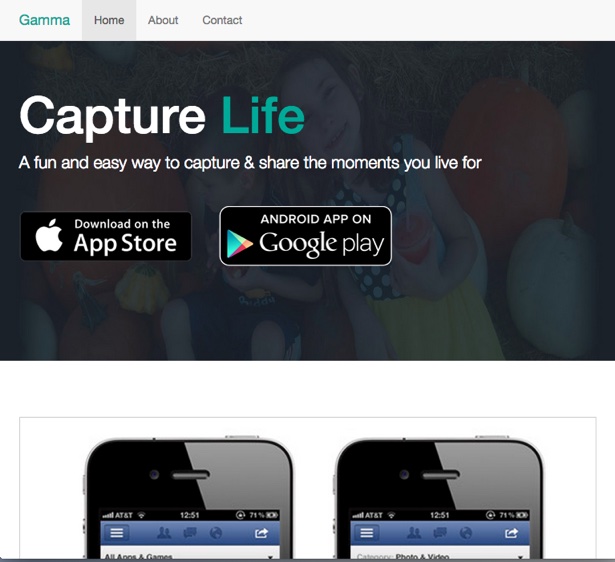 Gamma Home About Contact
Capture Life
A fun and easy way to capture & share the moments you live for
Download on the
App Store
ANDROID APP ON
Google play
AT&T 12:51 71%
AT&T 12:51 71%
All Apps & Games
Category: Photo & Video